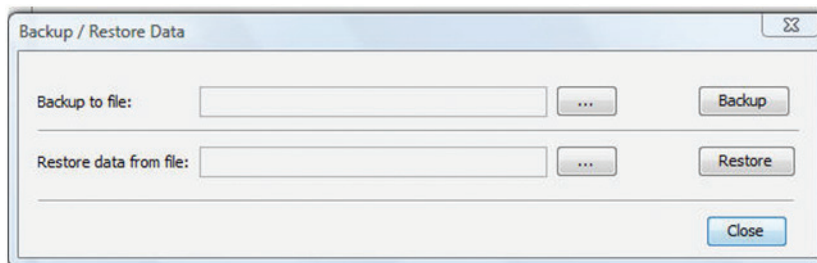 Backup / Restore Data
Backup to file: ... Backup
Restore data from file: ... Restore
Close